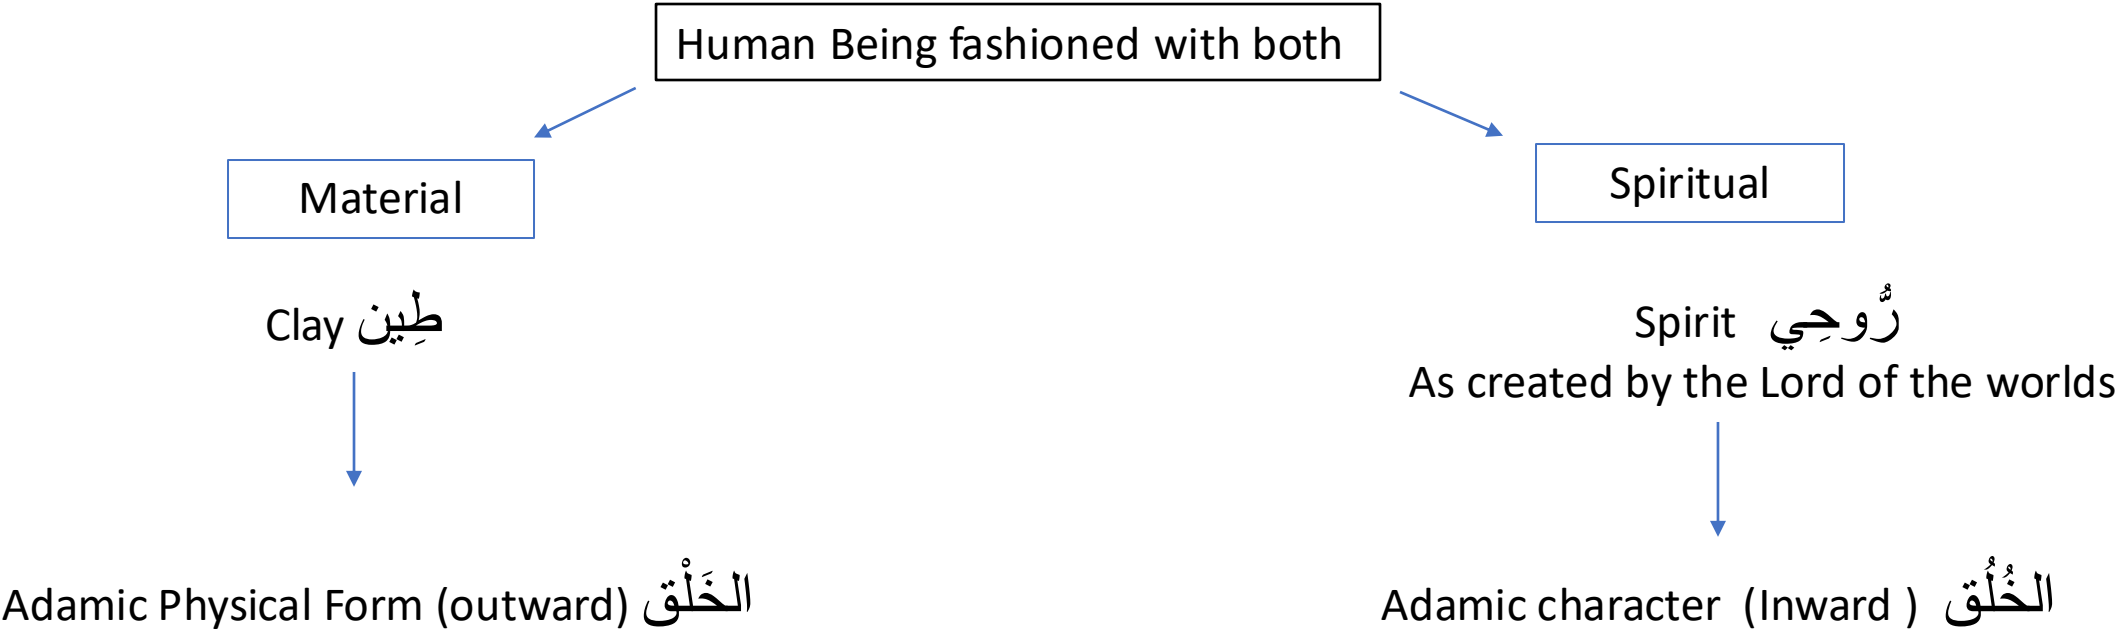 Human Being fashioned with both
Material
Spiritual
Clay طِين
Spirit رُّوحِي
As created by the Lord of the worlds
Adamic Physical Form (outward) الخَلْق
Adamic character (Inward ) الخُلُق